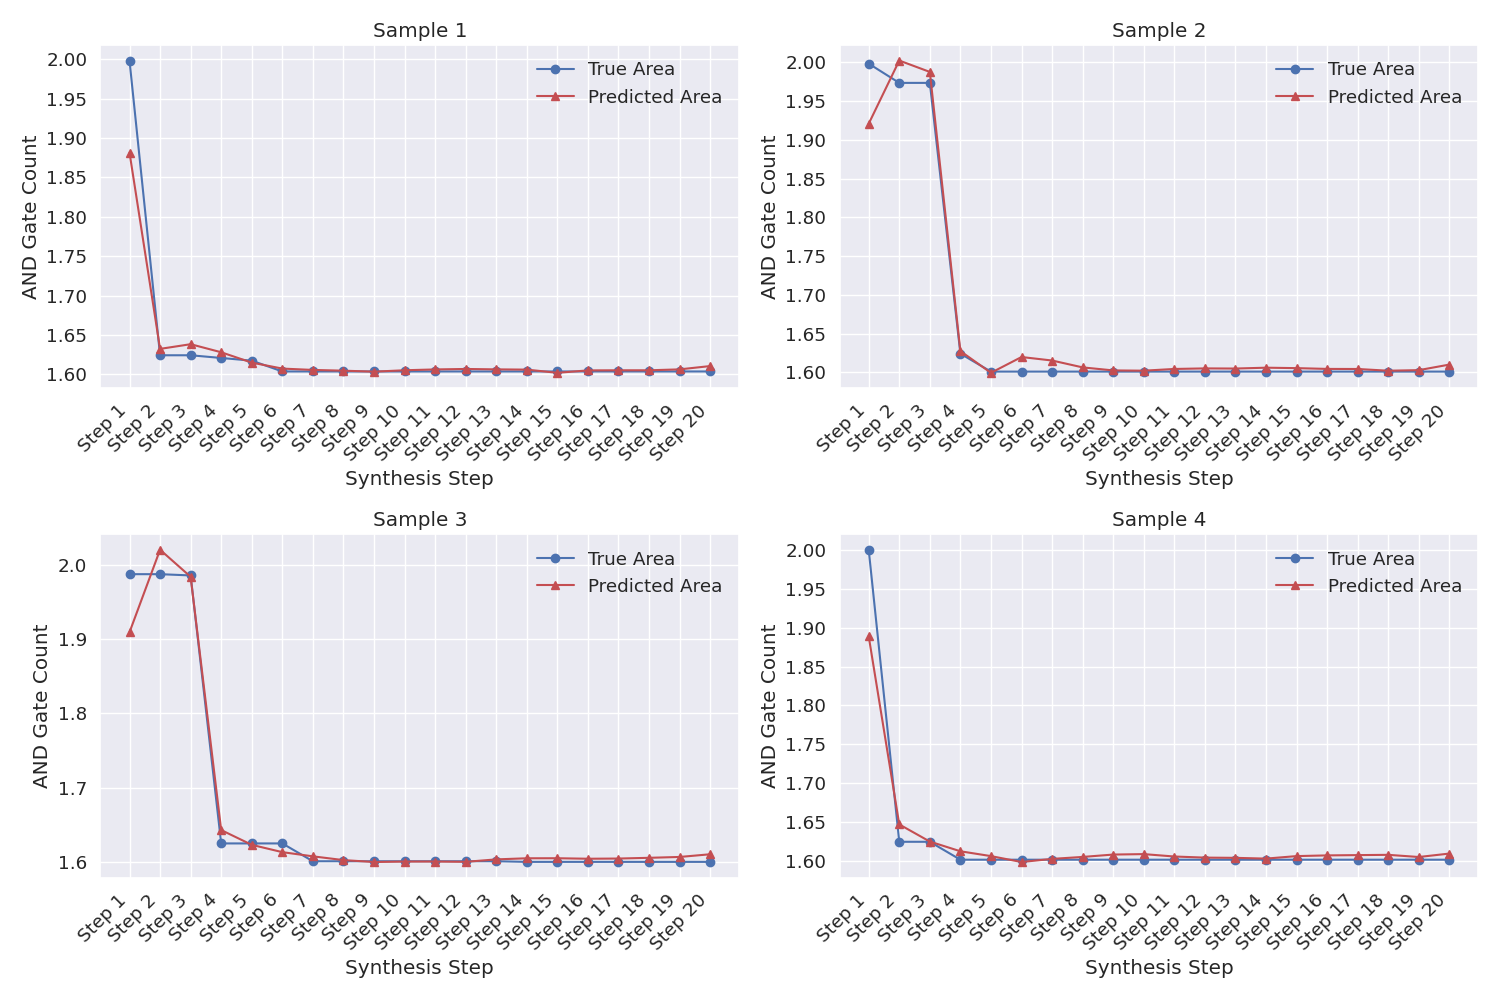 Sample 1
AND Gate Count
2.00
1.95
1.90
1.85
1.80
1.75
1.70
1.65
1.60
True Area
Predicted Area
Step 1
Step 2
Step 3
Step 4
Step 5
Step 6
Step 7
Step 8
Step 9
Step 10
Step 11
Step 12
Step 13
Step 14
Step 15
Step 16
Step 17
Step 18
Step 19
Step 20
Synthesis Step
Sample 2
AND Gate Count
2.00
1.95
1.90
1.85
1.80
1.75
1.70
1.65
1.60
True Area
Predicted Area
Step 1
Step 2
Step 3
Step 4
Step 5
Step 6
Step 7
Step 8
Step 9
Step 10
Step 11
Step 12
Step 13
Step 14
Step 15
Step 16
Step 17
Step 18
Step 19
Step 20
Synthesis Step
Sample 3
AND Gate Count
2.0
1.9
1.8
1.7
1.6
True Area
Predicted Area
Step 1
Step 2
Step 3
Step 4
Step 5
Step 6
Step 7
Step 8
Step 9
Step 10
Step 11
Step 12
Step 13
Step 14
Step 15
Step 16
Step 17
Step 18
Step 19
Step 20
Synthesis Step
Sample 4
AND Gate Count
2.00
1.95
1.90
1.85
1.80
1.75
1.70
1.65
1.60
True Area
Predicted Area
Step 1
Step 2
Step 3
Step 4
Step 5
Step 6
Step 7
Step 8
Step 9
Step 10
Step 11
Step 12
Step 13
Step 14
Step 15
Step 16
Step 17
Step 18
Step 19
Step 20
Synthesis Step